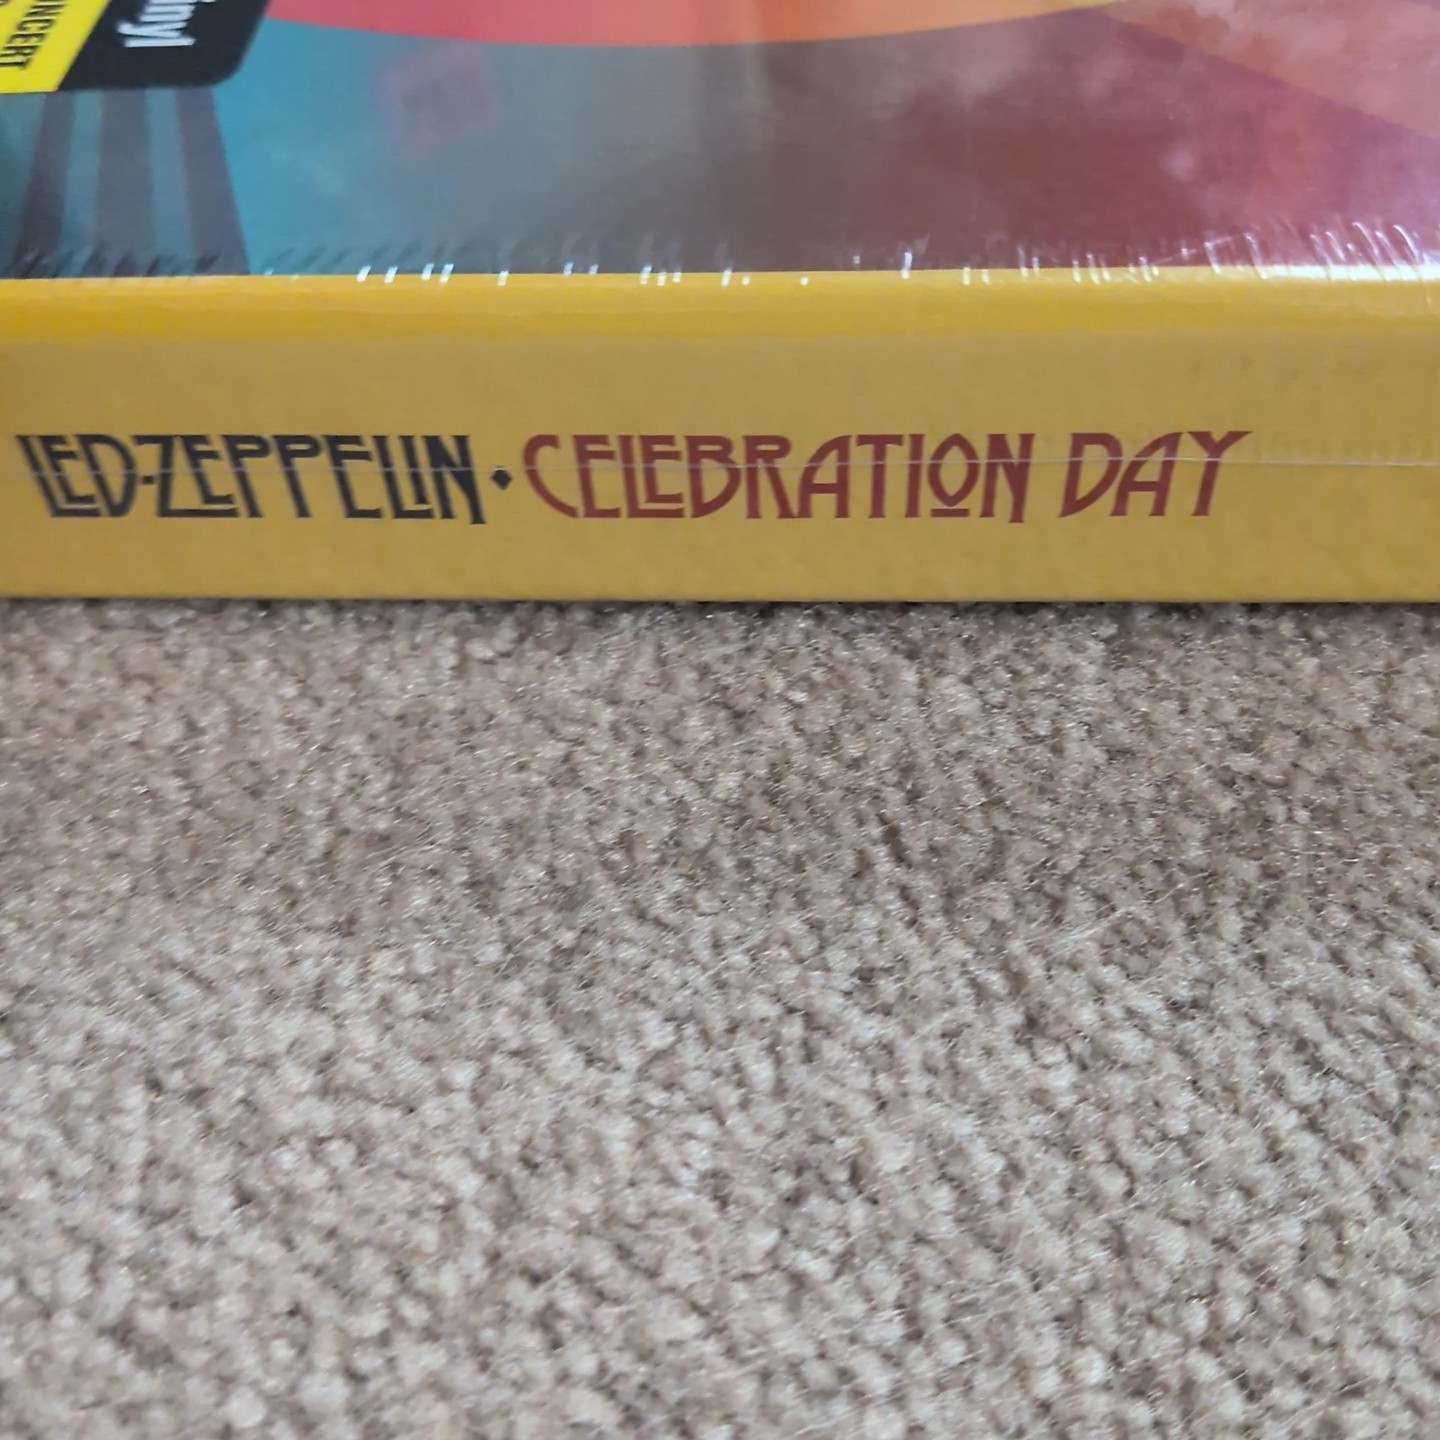 LED-ZEPPELIN ◆ CELEBRATION DAY